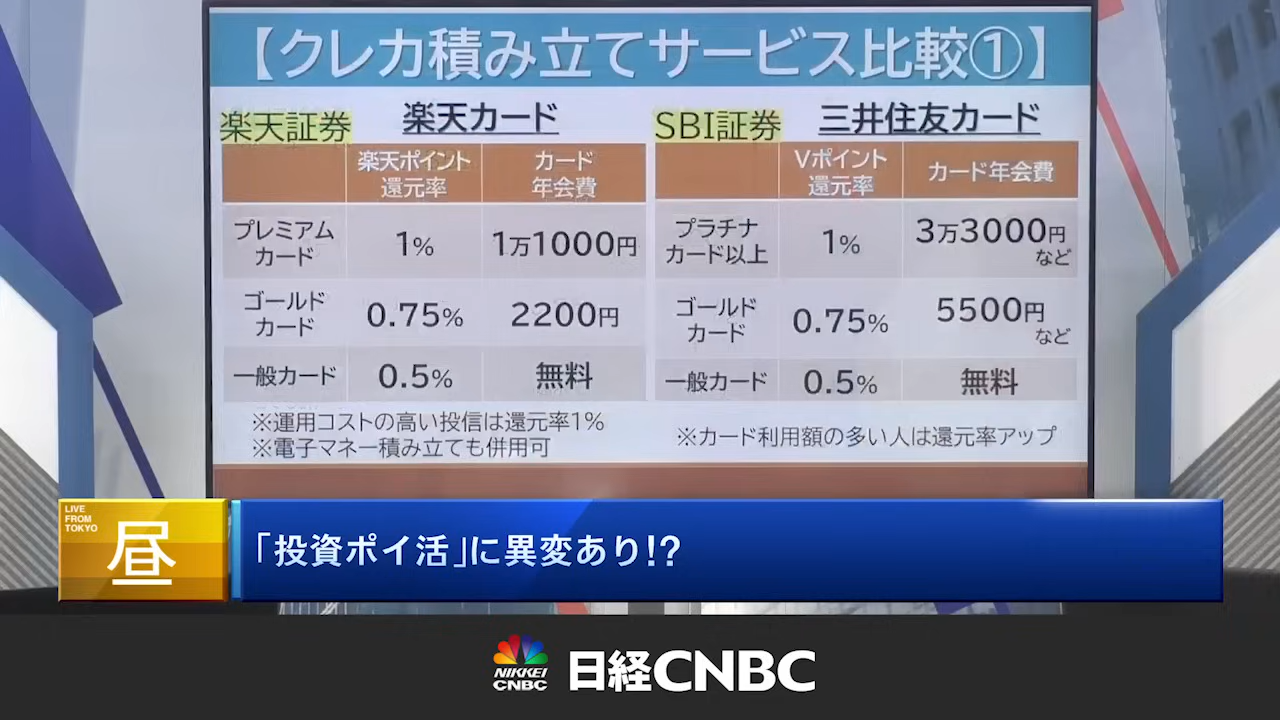 【クレカ積み立てサービス比較①】
楽天証券 楽天カード
楽天ポイント
還元率
カード
年会費
プレミアム
カード
1%
1万1000円
ゴールド
カード
0.75%
2200円
一般カード
0.5%
無料
※運用コストの高い投信は還元率1%
※電子マネー積み立ても併用可
SBI証券 三井住友カード
Vポイント
還元率
カード年会費
プラチナ
カード以上
1%
3万3000円
など
ゴールド
カード
0.75%
5500円
など
一般カード
0.5%
無料
※カード利用額の多い人は還元率アップ
LIVE
FROM
TOKYO
昼
「投資ポイ活」に異変あり!?
NIKKEI
CNBC
日経CNBC